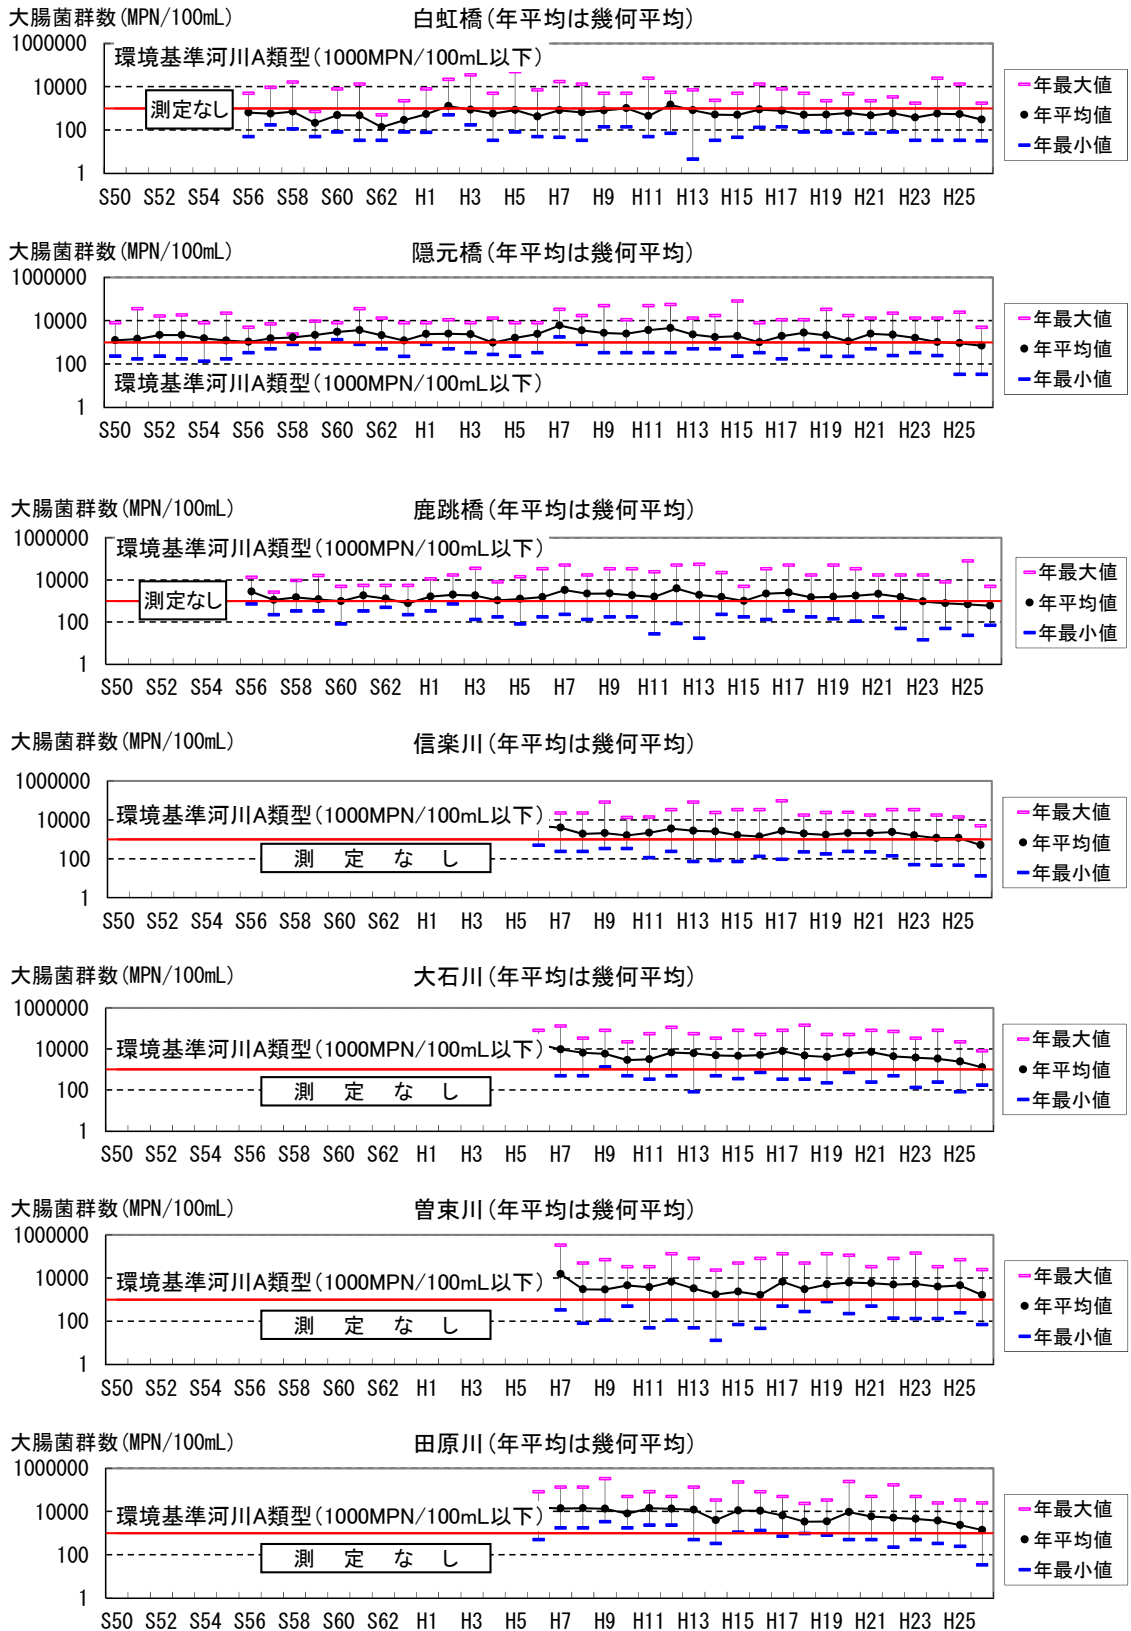 大腸菌群数(MPN/100mL)
白虹橋(年平均は幾何平均)
1000000
環境基準河川A類型(1000MPN/100mL以下)
10000
測定なし
100
1
S50 S52 S54 S56 S58 S60 S62 H1 H3 H5 H7 H9 H11 H13 H15 H17 H19 H21 H23 H25
年最大値
年平均値
年最小値
大腸菌群数(MPN/100mL)
隠元橋(年平均は幾何平均)
1000000
10000
100
環境基準河川A類型(1000MPN/100mL以下)
1
S50 S52 S54 S56 S58 S60 S62 H1 H3 H5 H7 H9 H11 H13 H15 H17 H19 H21 H23 H25
年最大値
年平均値
年最小値
大腸菌群数(MPN/100mL)
鹿跳橋(年平均は幾何平均)
1000000
環境基準河川A類型(1000MPN/100mL以下)
10000
測定なし
100
1
S50 S52 S54 S56 S58 S60 S62 H1 H3 H5 H7 H9 H11 H13 H15 H17 H19 H21 H23 H25
年最大値
年平均値
年最小値
大腸菌群数(MPN/100mL)
信楽川(年平均は幾何平均)
1000000
環境基準河川A類型(1000MPN/100mL以下)
10000
測定なし
100
1
S50 S52 S54 S56 S58 S60 S62 H1 H3 H5 H7 H9 H11 H13 H15 H17 H19 H21 H23 H25
年最大値
年平均値
年最小値
大腸菌群数(MPN/100mL)
大石川(年平均は幾何平均)
1000000
環境基準河川A類型(1000MPN/100mL以下)
10000
測定なし
100
1
S50 S52 S54 S56 S58 S60 S62 H1 H3 H5 H7 H9 H11 H13 H15 H17 H19 H21 H23 H25
年最大値
年平均値
年最小値
大腸菌群数(MPN/100mL)
曽束川(年平均は幾何平均)
1000000
環境基準河川A類型(1000MPN/100mL以下)
10000
測定なし
100
1
S50 S52 S54 S56 S58 S60 S62 H1 H3 H5 H7 H9 H11 H13 H15 H17 H19 H21 H23 H25
年最大値
年平均値
年最小値
大腸菌群数(MPN/100mL)
田原川(年平均は幾何平均)
1000000
環境基準河川A類型(1000MPN/100mL以下)
10000
測定なし
100
1
S50 S52 S54 S56 S58 S60 S62 H1 H3 H5 H7 H9 H11 H13 H15 H17 H19 H21 H23 H25
年最大値
年平均値
年最小値